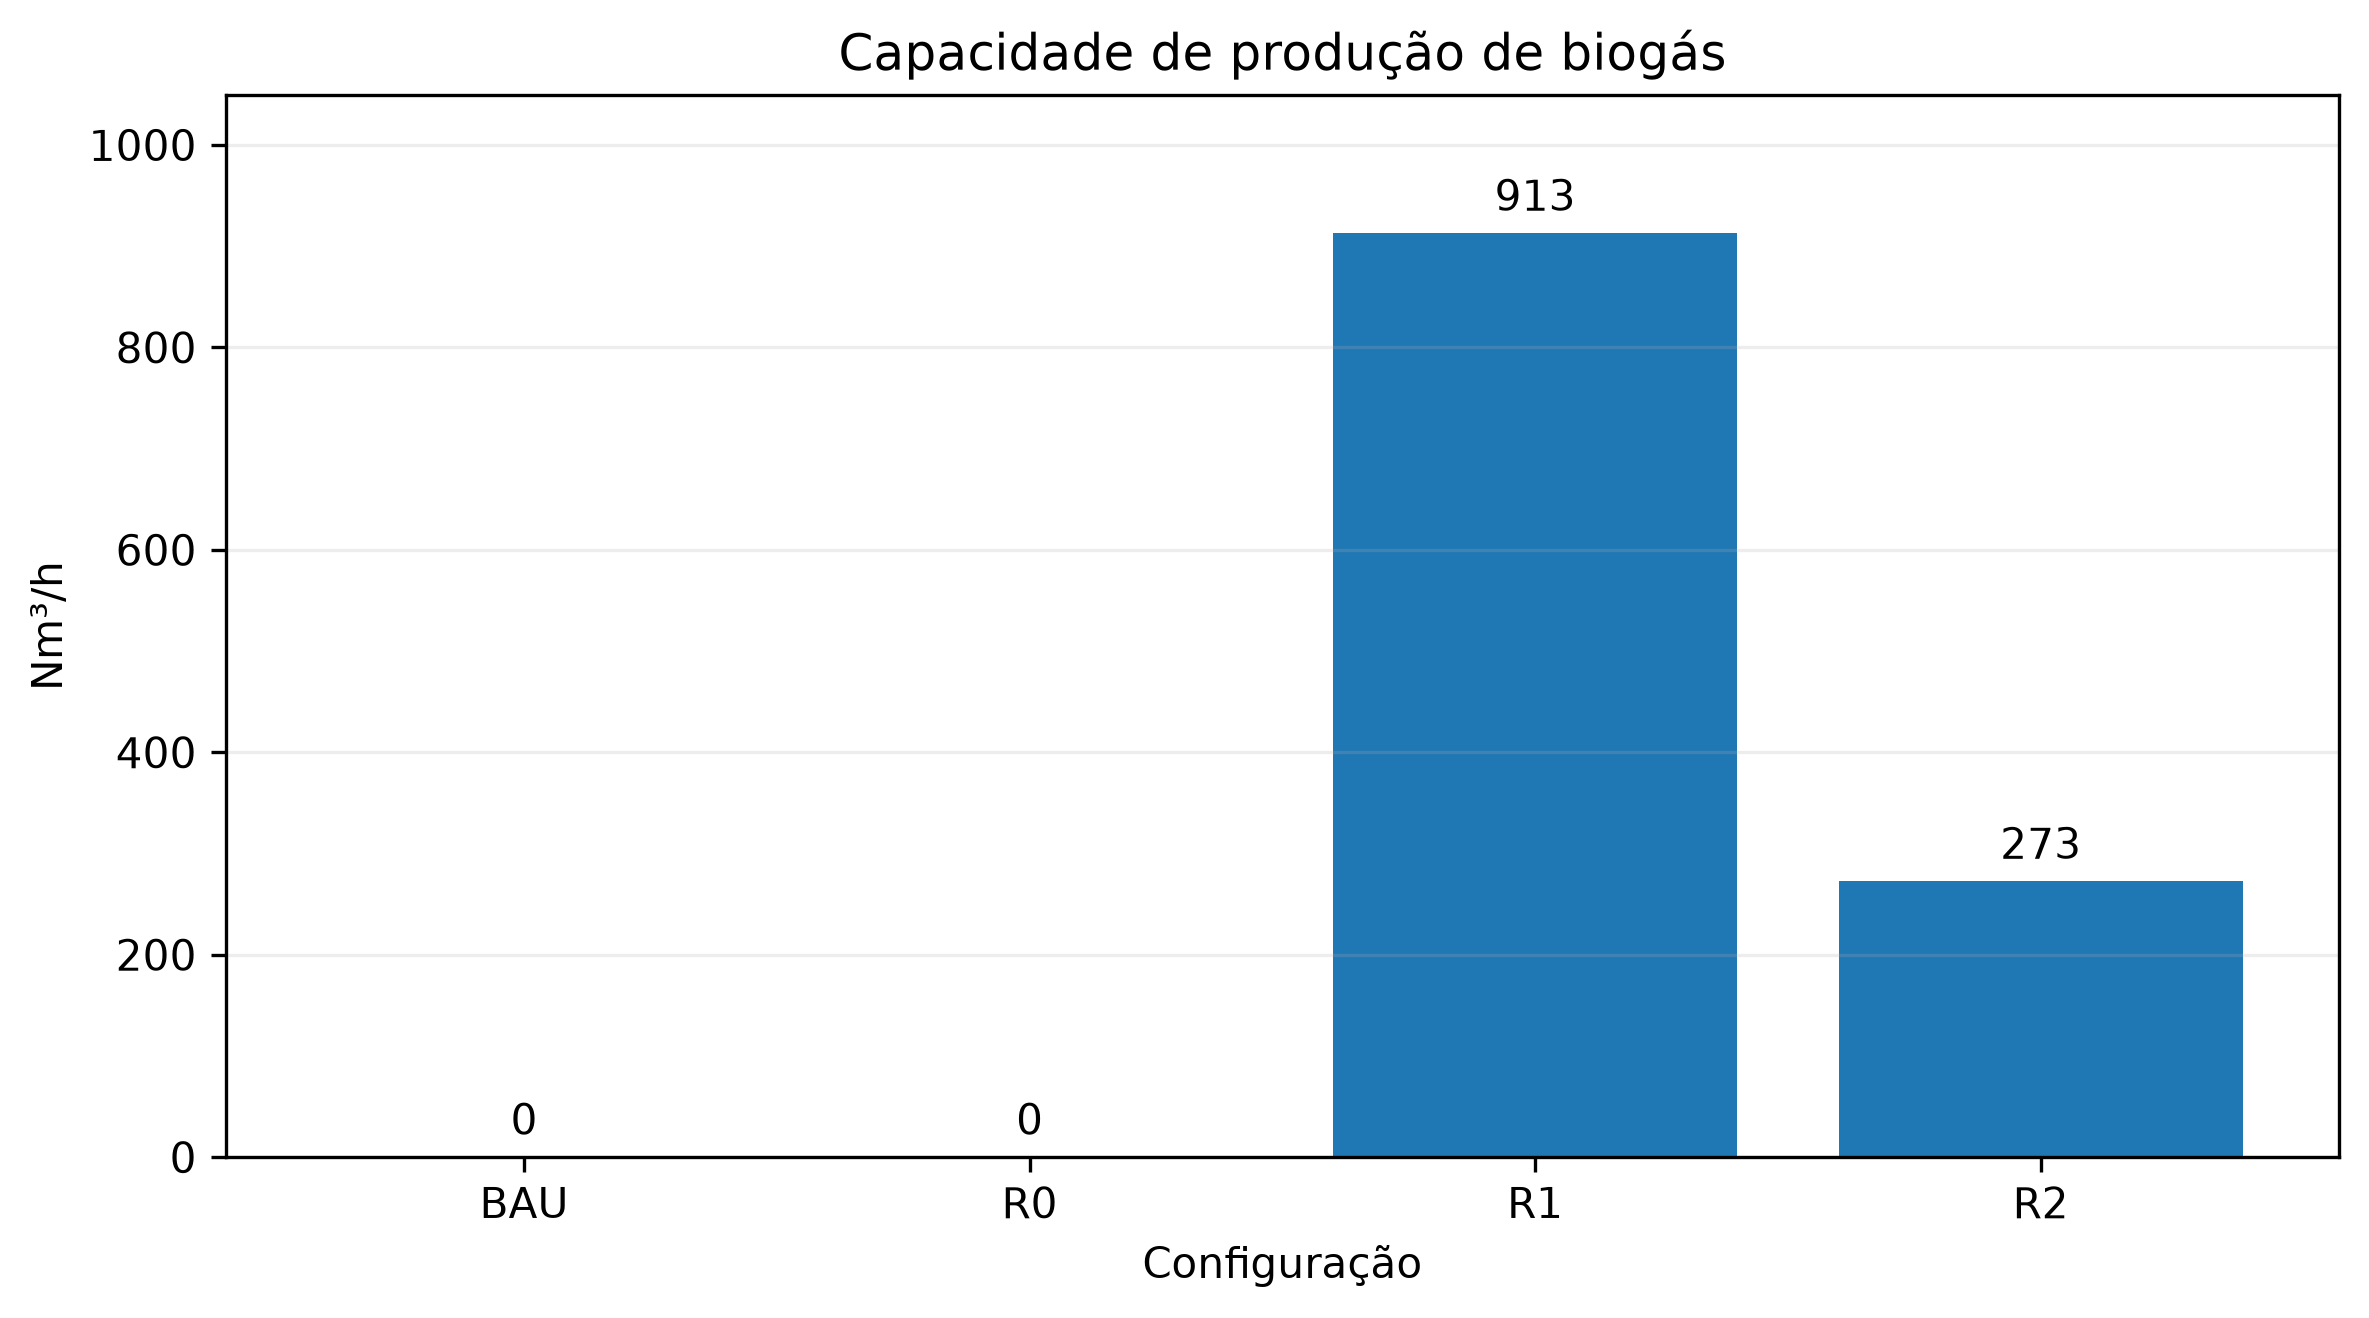 Capacidade de produção de biogás
1000
913
800
600
Nm³/h
400
273
200
0 0
0
BAU R0 R1 R2
Configuração